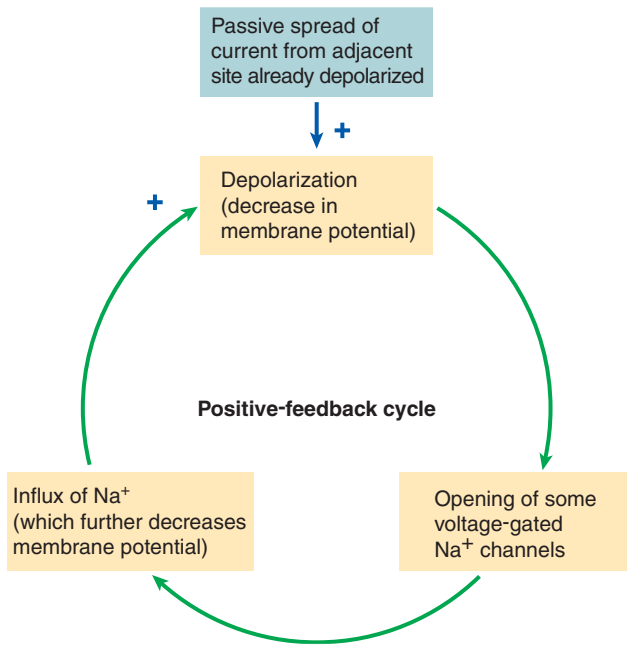 Passive spread of
current from adjacent
site already depolarized
+
Depolarization
(decrease in
membrane potential)
+
Positive-feedback cycle
Influx of Na⁺
(which further decreases
membrane potential)
Opening of some
voltage-gated
Na⁺ channels